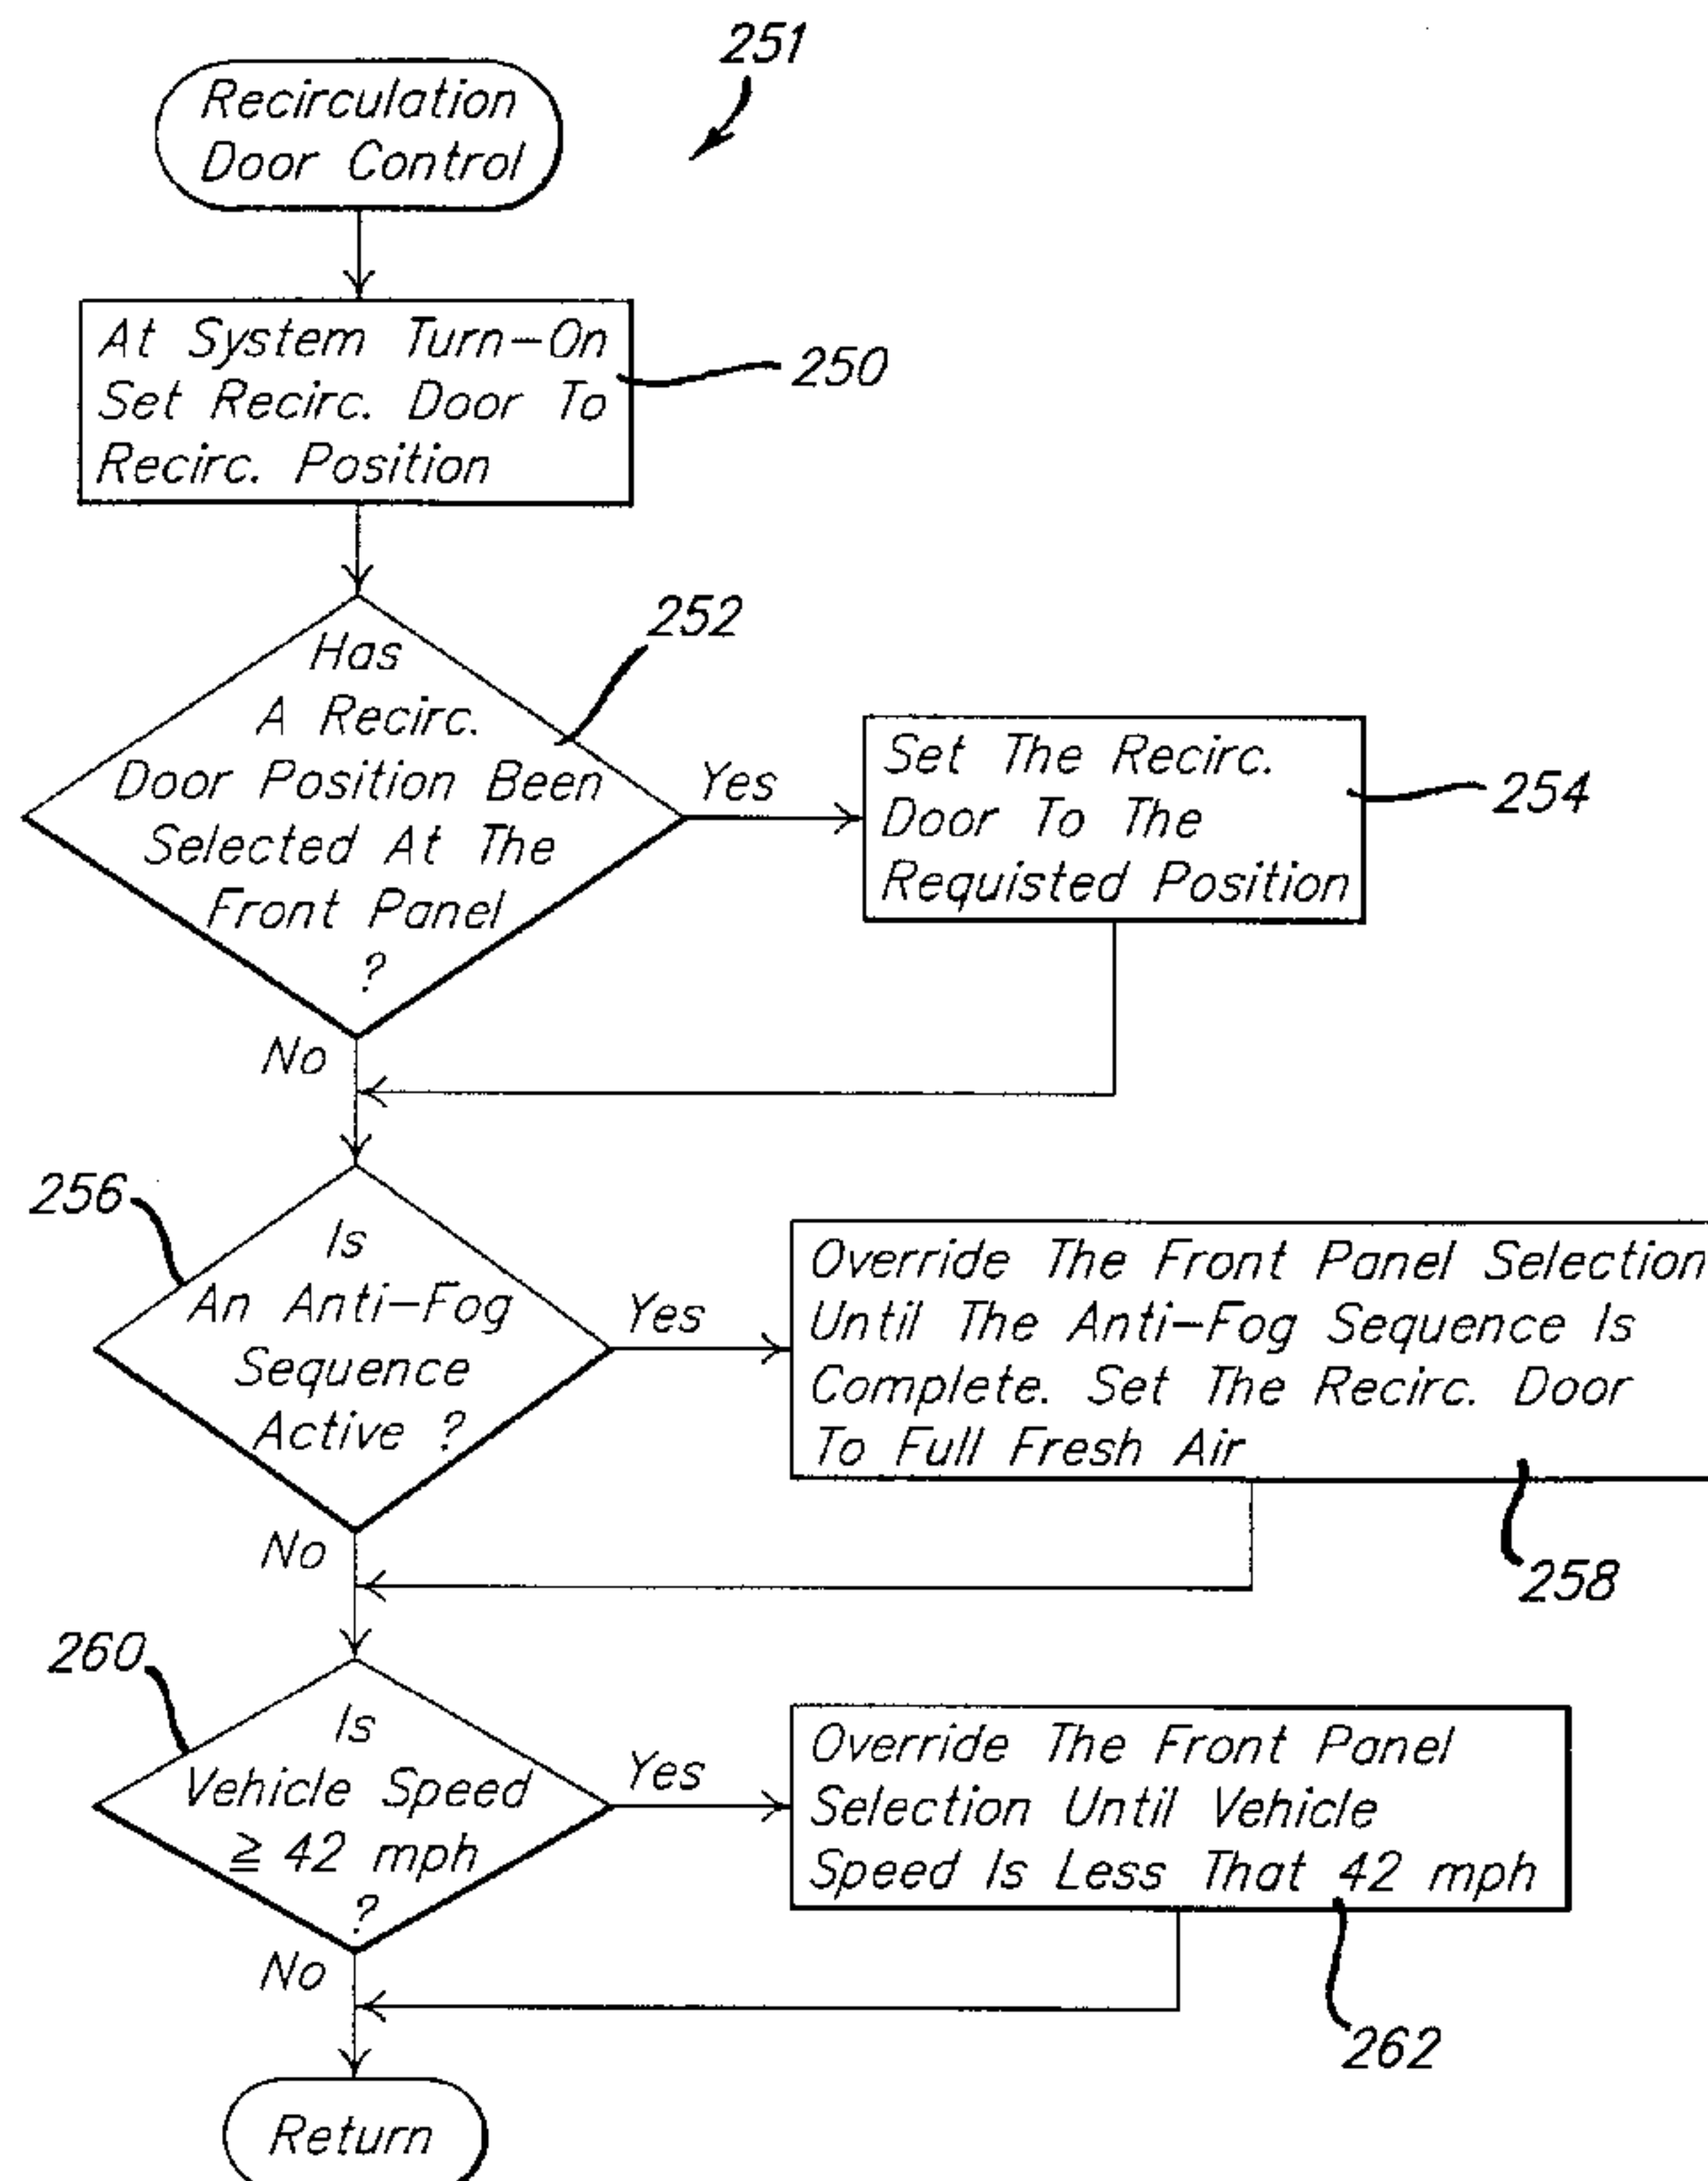 251
Recirculation
Door Control
At System Turn-On
Set Recirc. Door To
Recirc. Position
250
Has
A Recirc.
Door Position Been
Selected At The
Front Panel
?
252
Yes
Set The Recirc.
Door To The
Requisted Position
254
No
256
Is
An Anti-Fog
Sequence
Active ?
Yes
Override The Front Panel Selection
Until The Anti-Fog Sequence Is
Complete. Set The Recirc. Door
To Full Fresh Air
258
No
260
Is
Vehicle Speed
≧ 42 mph
?
Yes
Override The Front Panel
Selection Until Vehicle
Speed Is Less That 42 mph
262
No
Return